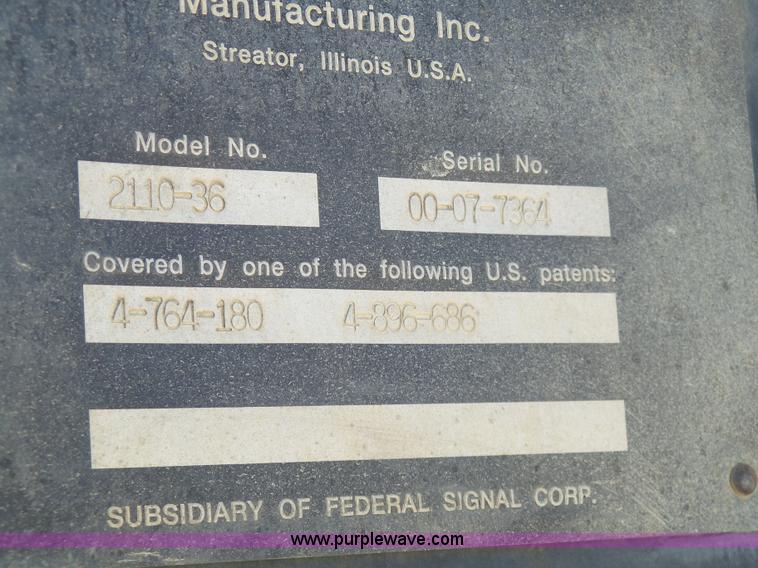 Manufacturing Inc.
Streator, Illinois U.S.A.
Model No.
Serial No.
2110-36
00-07-7364
Covered by one of the following U.S. patents:
4-764-180 4-896-686
SUBSIDIARY OF FEDERAL SIGNAL CORP.
www.purplewave.com